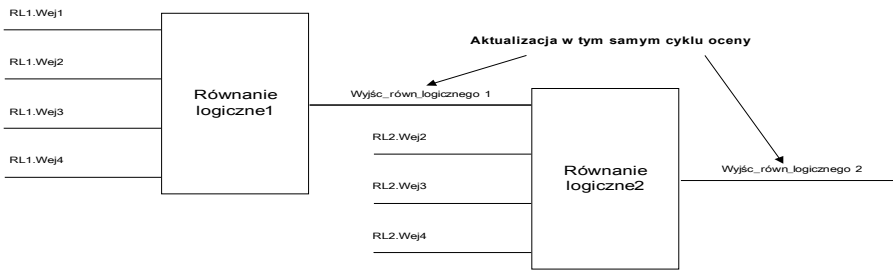 RL1.Wej1
RL1.Wej2
RL1.Wej3
RL1.Wej4
Równanie
logiczne1
Aktualizacja w tym samym cyklu oceny
Wyjśc_równ_logicznego 1
RL2.Wej2
RL2.Wej3
RL2.Wej4
Równanie
logiczne2
Wyjśc_równ_logicznego 2